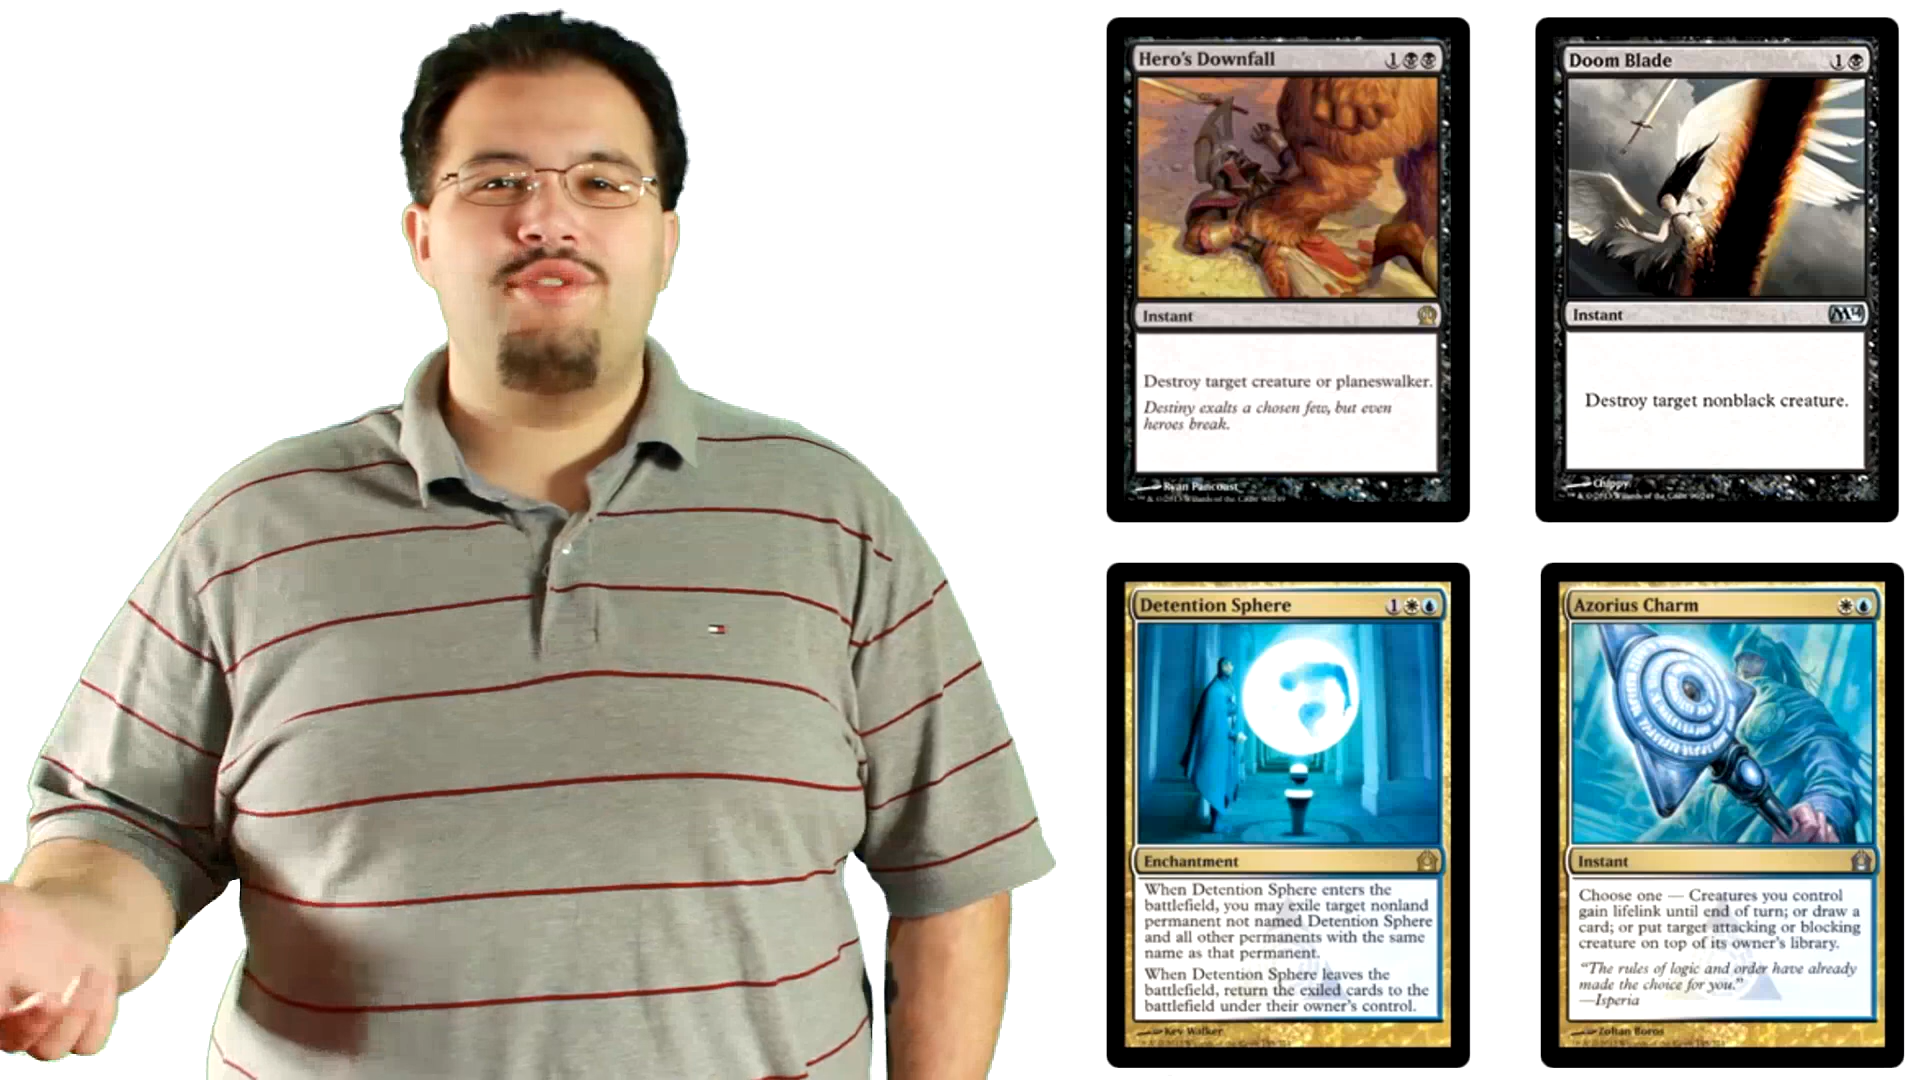 Hero's Downfall 1
Instant
Destroy target creature or planeswalker.
Destiny exalts a chosen few, but even
heroes break.
Ryan Pancoast
Doom Blade 1
Instant
M14
Destroy target nonblack creature.
Chippy
Detention Sphere 1
Enchantment
When Detention Sphere enters the
battlefield, you may exile target nonland
permanent not named Detention Sphere
and all other permanents with the same
name as that permanent.
When Detention Sphere leaves the
battlefield, return the exiled cards to the
battlefield under their owner's control.
Kev Walker
Azorius Charm
Instant
Choose one — Creatures you control
gain lifelink until end of turn; or draw a
card; or put target attacking or blocking
creature on top of its owner's library.
"The rules of logic and order have already
made the choice for you."
—Isperia
Zoltan Boros